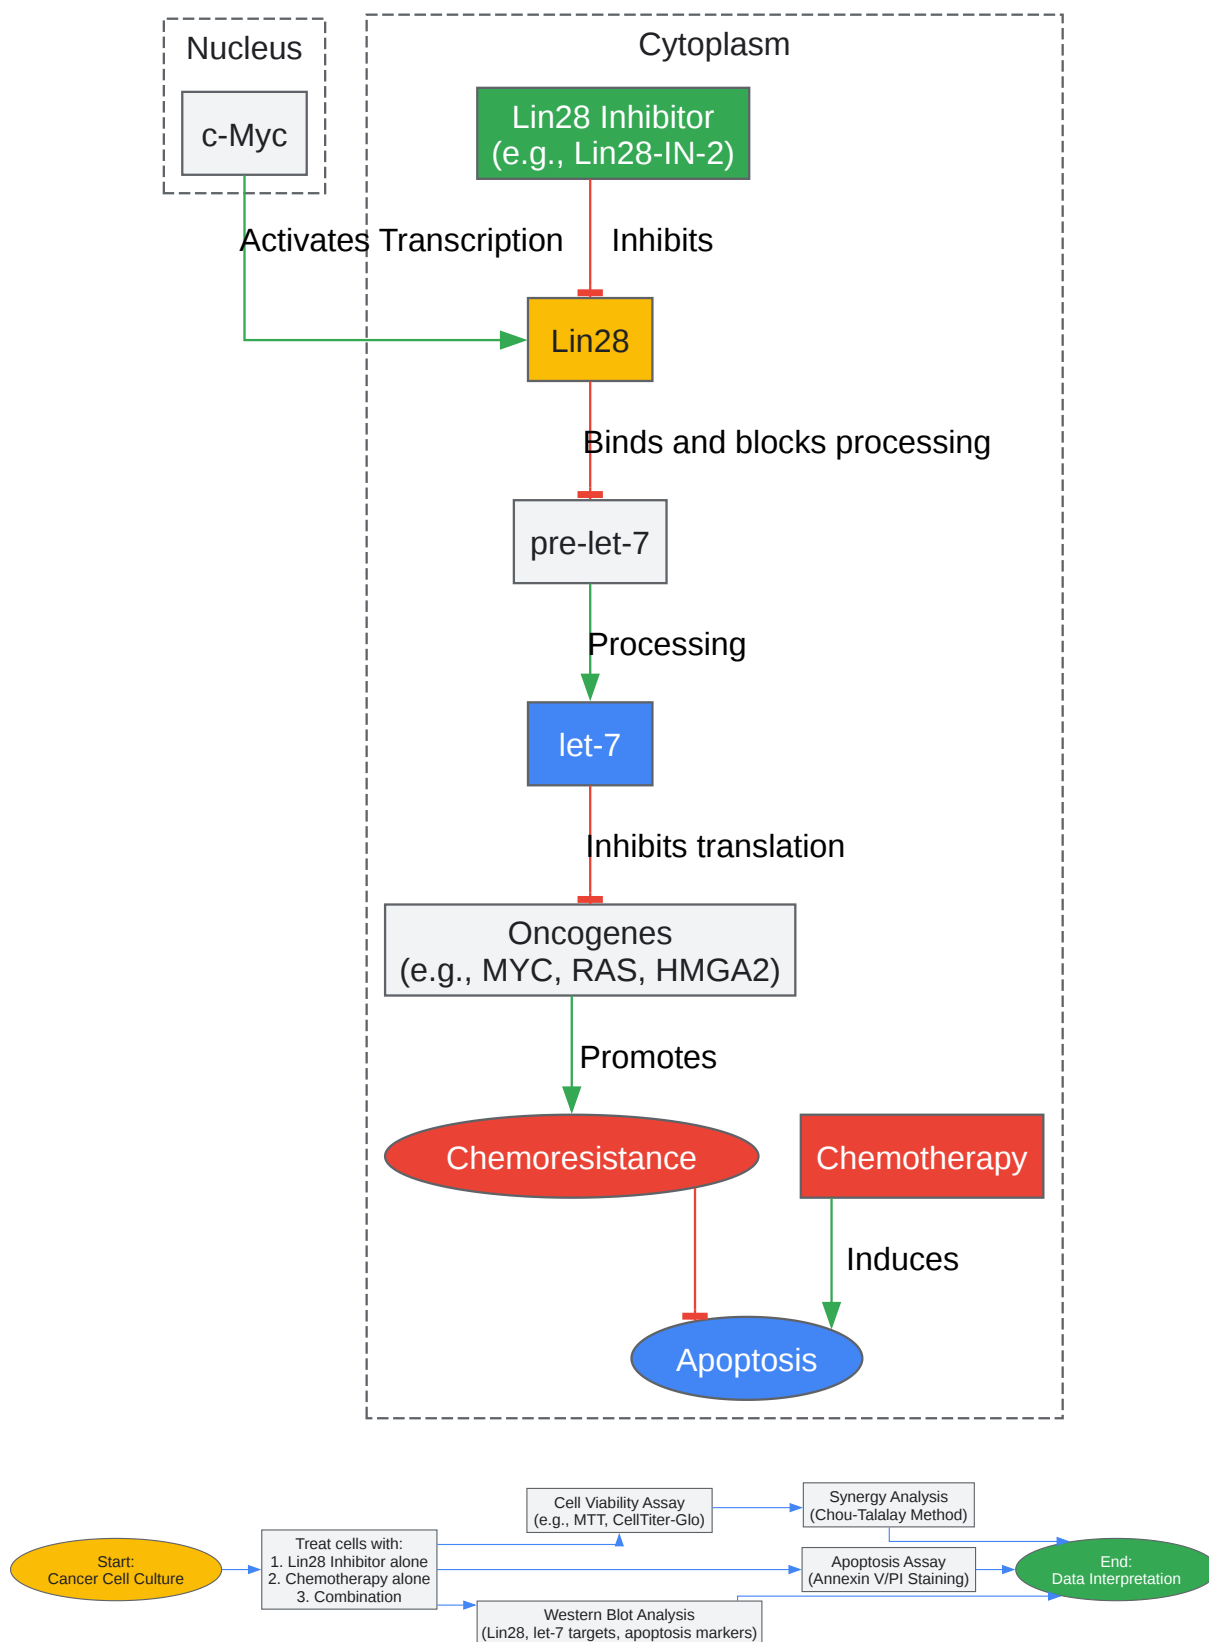 Nucleus
Cytoplasm
c-Myc
Lin28 Inhibitor
(e.g., Lin28-IN-2)
Activates Transcription
Inhibits
Lin28
Binds and blocks processing
pre-let-7
Processing
let-7
Inhibits translation
Oncogenes
(e.g., MYC, RAS, HMGA2)
Promotes
Chemoresistance
Chemotherapy
Induces
Apoptosis
Start:
Cancer Cell Culture
Treat cells with:
1. Lin28 Inhibitor alone
2. Chemotherapy alone
3. Combination
Cell Viability Assay
(e.g., MTT, CellTiter-Glo)
Synergy Analysis
(Chou-Talalay Method)
Apoptosis Assay
(Annexin V/PI Staining)
Western Blot Analysis
(Lin28, let-7 targets, apoptosis markers)
End:
Data Interpretation